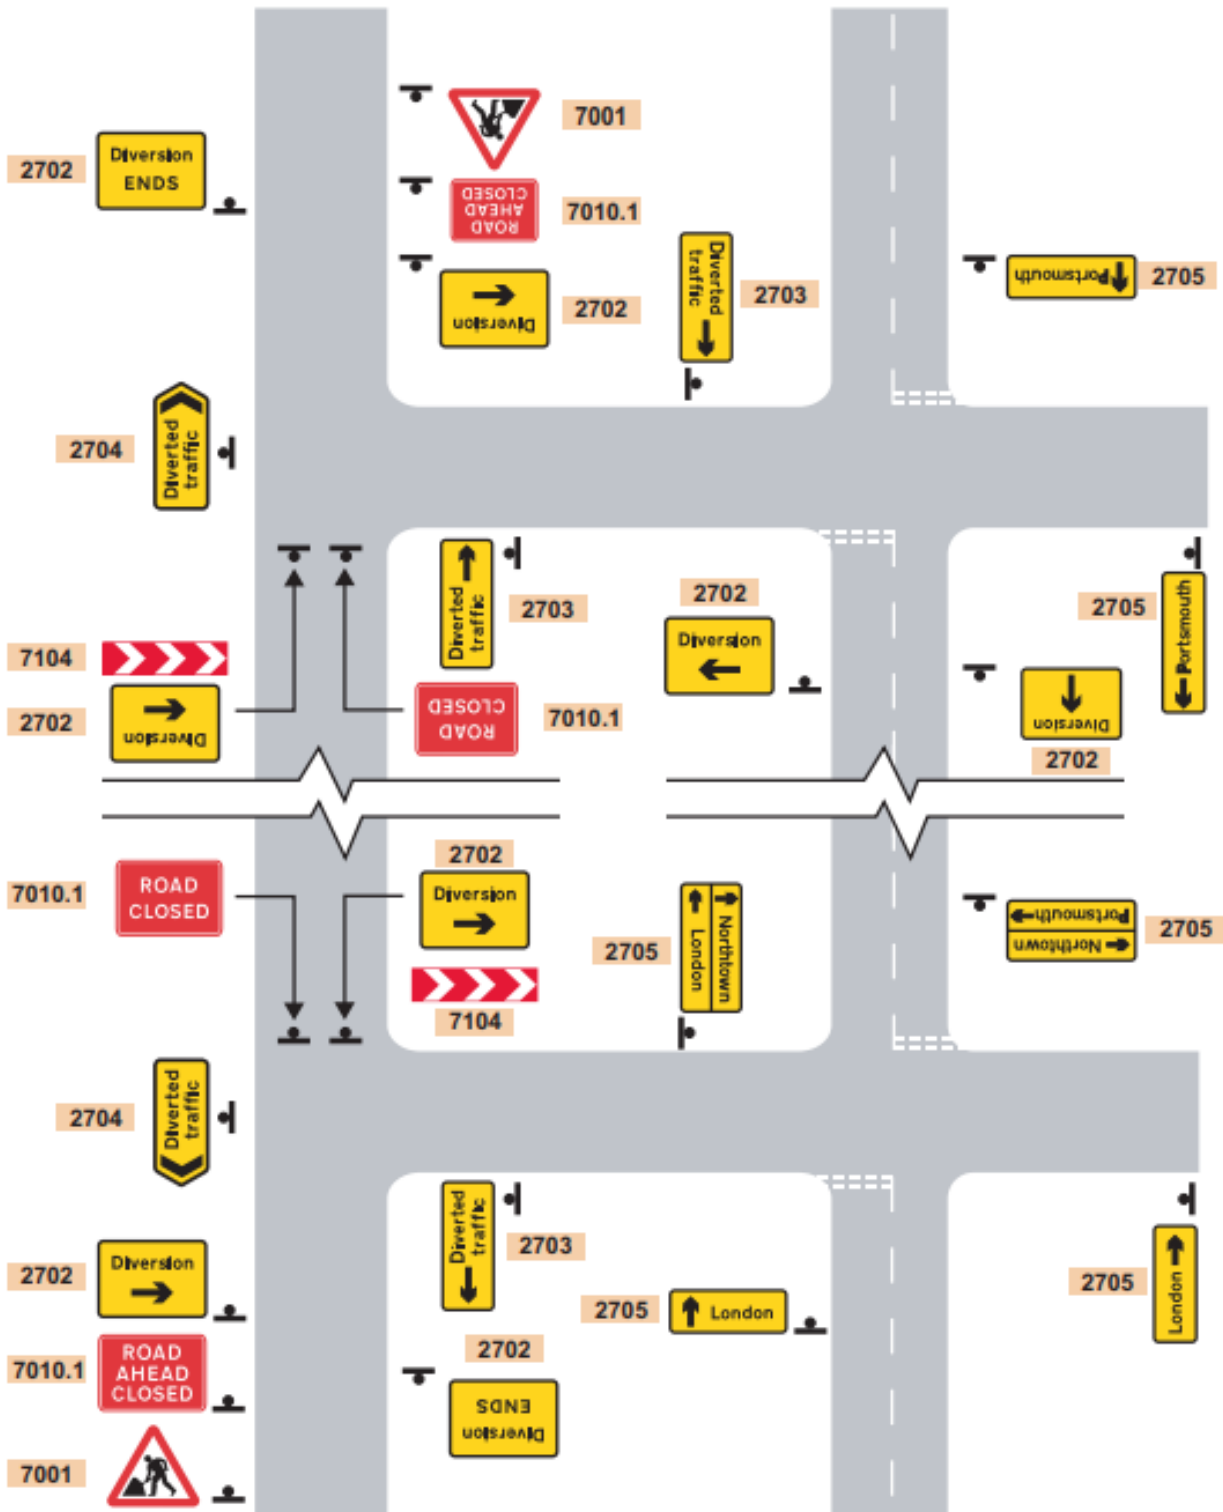 7001
2702
Diversion
ENDS
ROAD
AHEAD
CLOSED
7010.1
Diverted
traffic
2703
Portsmouth
2705
Diversion
2702
2704
Diverted
traffic
Diverted
traffic
2703
2702
Diversion
2705
Portsmouth
7104
2702
Diversion
ROAD
CLOSED
7010.1
Diversion
2702
7010.1
ROAD
CLOSED
2702
Diversion
7104
2705
Northtown
London
Northtown
Portsmouth
2705
2704
Diverted
traffic
Diverted
traffic
2703
2702
Diversion
2705
London
2705
London
7010.1
ROAD
AHEAD
CLOSED
2702
Diversion
ENDS
7001